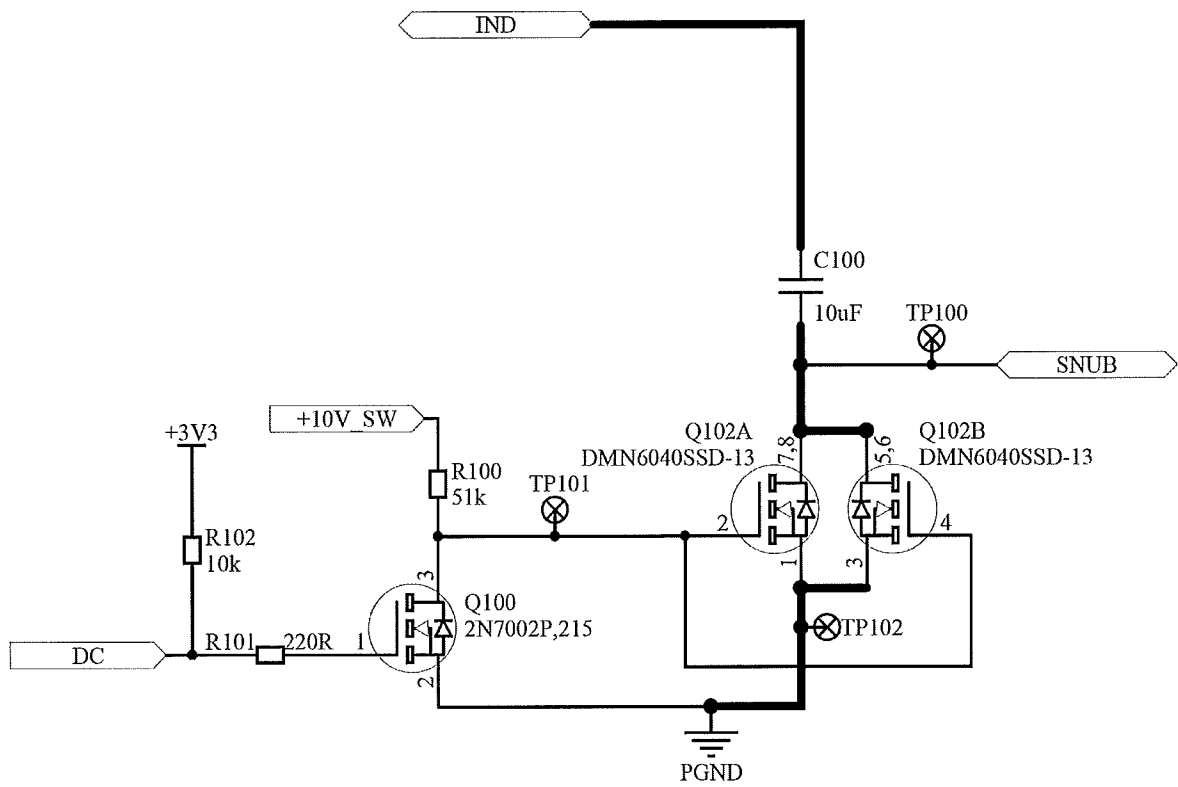 IND
C100
10uF
TP100
SNUB
+10V_SW
+3V3
Q102A
DMN6040SSD-13
7,8
5,6
Q102B
DMN6040SSD-13
R100
51k
TP101
2
4
R102
10k
1
3
3
Q100
2N7002P,215
TP102
DC
R101
220R
1
2
PGND